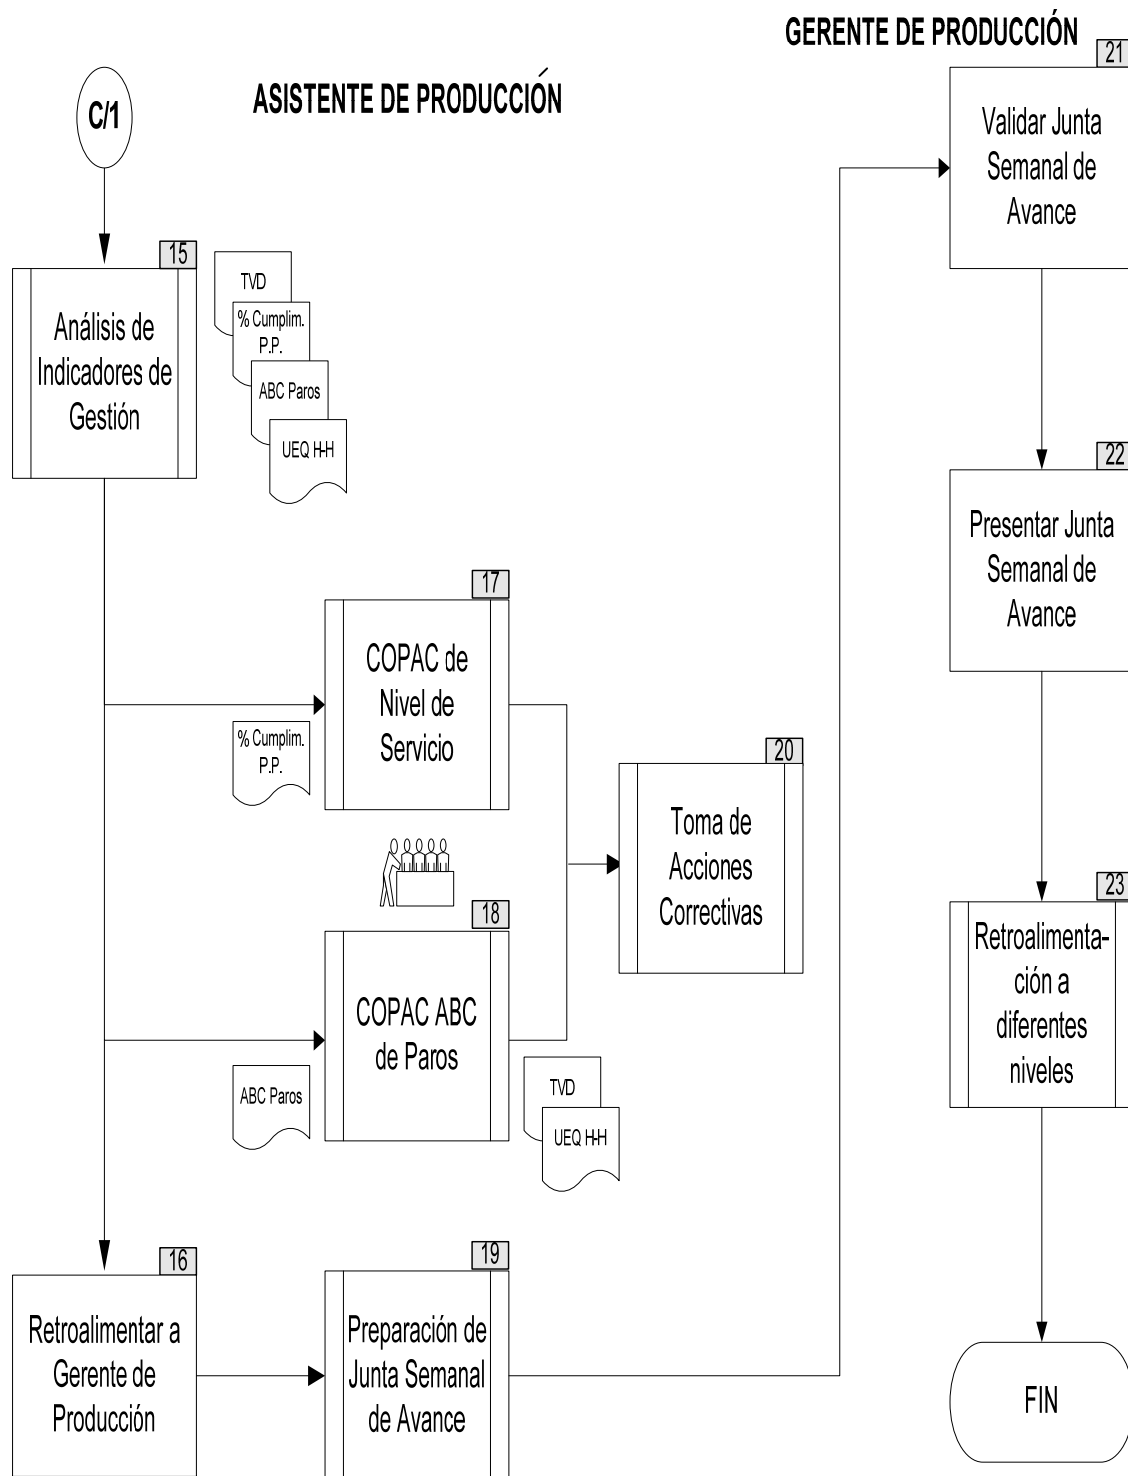 GERENTE DE PRODUCCIÓN
ASISTENTE DE PRODUCCIÓN
C/1
15
Análisis de
Indicadores de
Gestión
TVD
% Cumplim.
P.P.
ABC Paros
UEQ H-H
17
COPAC de
Nivel de
Servicio
% Cumplim.
P.P.
18
COPAC ABC
de Paros
ABC Paros
TVD
UEQ H-H
20
Toma de
Acciones
Correctivas
16
Retroalimentar a
Gerente de
Producción
19
Preparación de
Junta Semanal
de Avance
21
Validar Junta
Semanal de
Avance
22
Presentar Junta
Semanal de
Avance
23
Retroalimenta-
ción a
diferentes
niveles
FIN